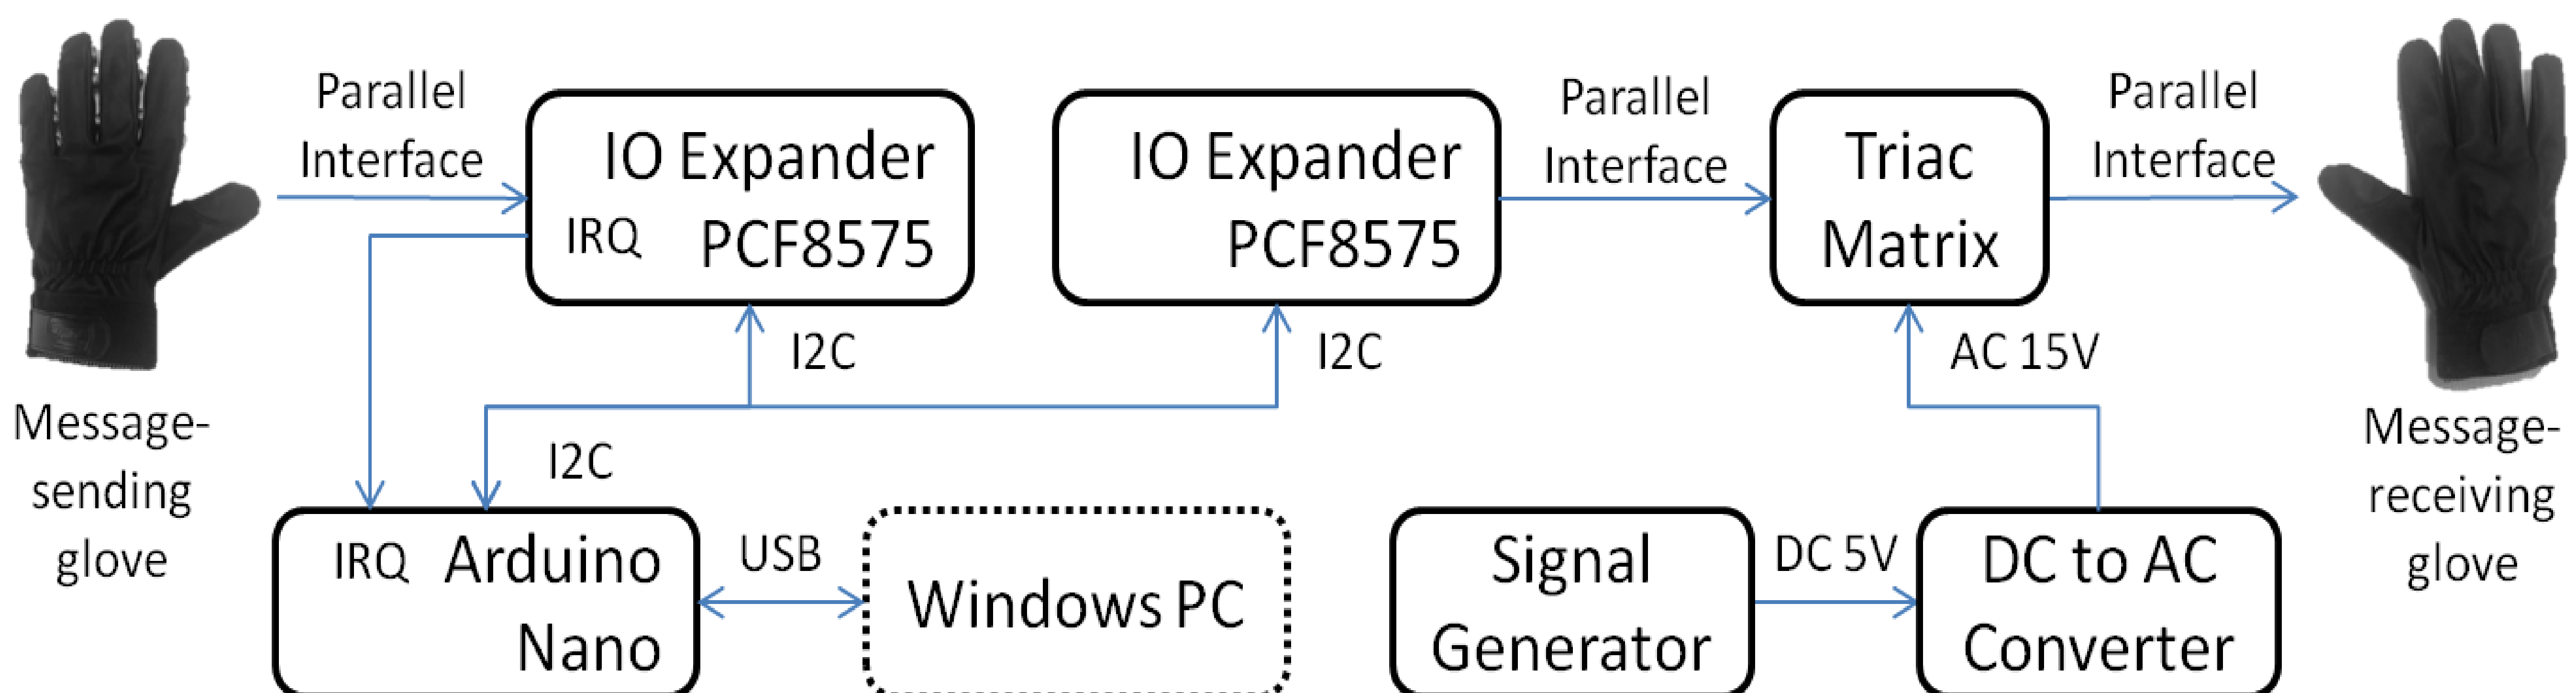 Parallel
Interface
IO Expander
IRQ PCF8575
IO Expander
PCF8575
Parallel
Interface
Triac
Matrix
Parallel
Interface
I2C
I2C
AC 15V
Message-
sending
glove
I2C
Message-
receiving
glove
IRQ Arduino
Nano
USB
Windows PC
Signal
Generator
DC 5V
DC to AC
Converter